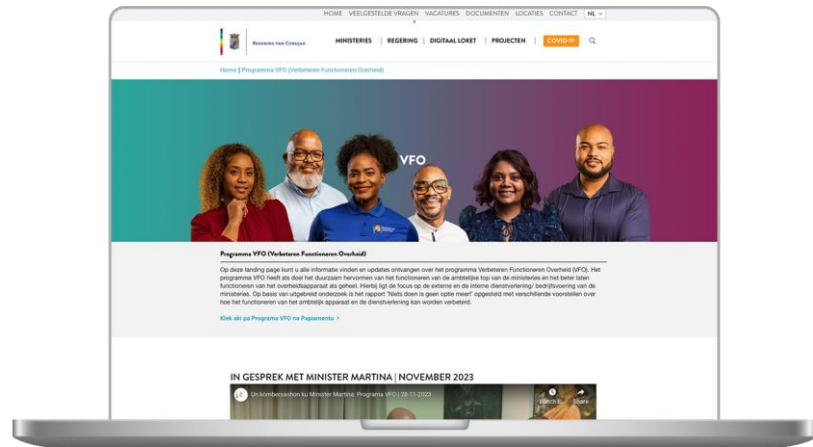 HOME VEELGESTELDE VRAGEN VACATURES DOCUMENTEN LOCATIES CONTACT NL
REGERING VAN CURAÇAO
MINISTERIES | REGERING | DIGITAAL LOKET | PROJECTEN | COVID-19
Home | Programma VFO (Verbeteren Functioneren Overheid)
VFO
Programma VFO (Verbeteren Functioneren Overheid)
Op deze landing page kunt u alle informatie vinden en updates ontvangen over het programma Verbeteren Functioneren Overheid (VFO). Het
programma VFO heeft als doel het duurzaam hervormen van het functioneren van de ambtelijke top van de ministeries en het beter laten
functioneren van het overheidsapparaat als geheel. Hierbij ligt de focus op de externe en de interne dienstverlening/ bedrijfsvoering van de
ministeries. Op basis van uitgebreid onderzoek is het rapport 'Niets doen is geen optie meer!' opgesteld met verschillende voorstellen over
hoe het functioneren van het ambtelijk apparaat en de dienstverlening kan worden verbeterd.
Klek aki pa Programa VFO na Papiamentu >
IN GESPREK MET MINISTER MARTINA | NOVEMBER 2023
Un kòmbersashon ku Minister Martina, Programa VFO | 28-11-2023
Share